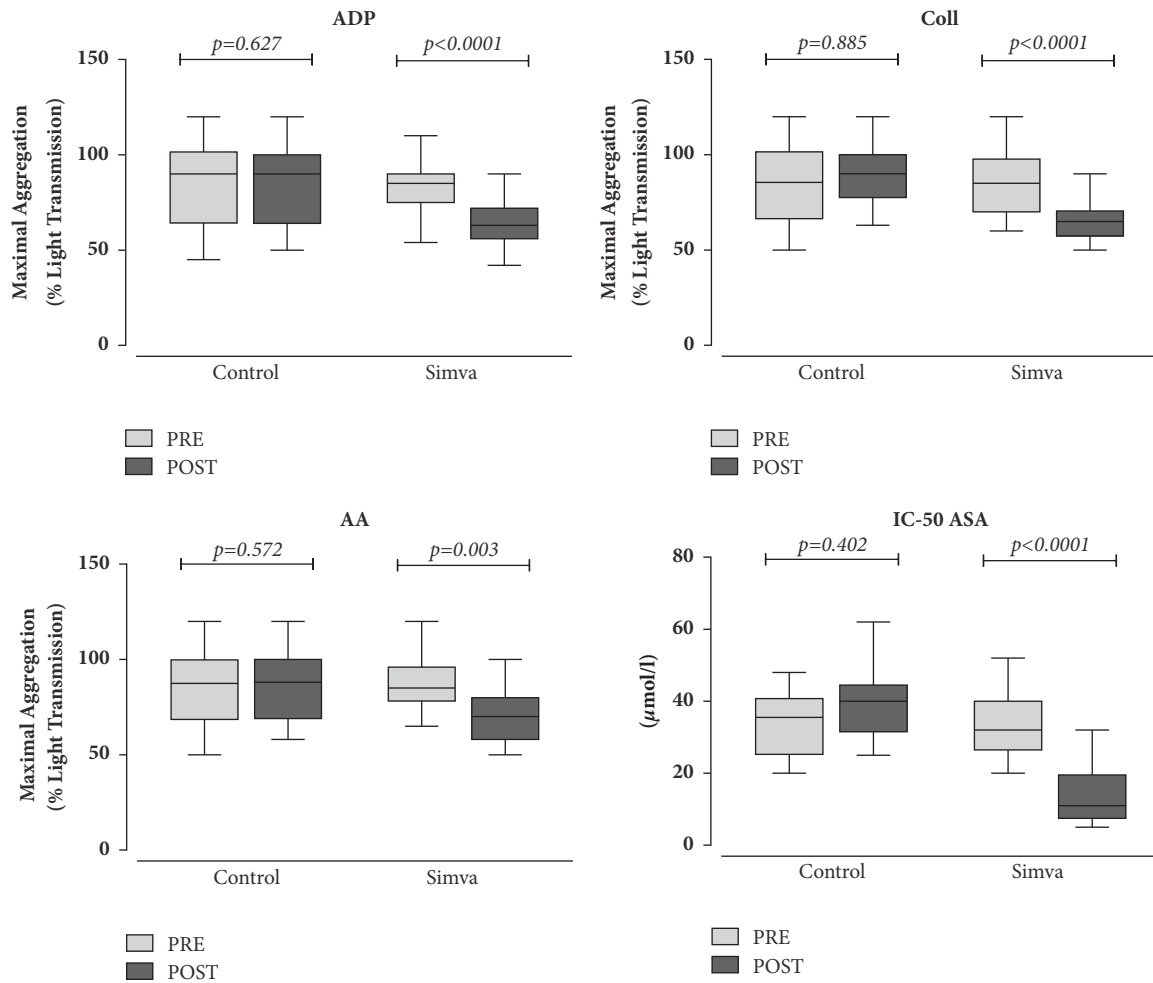 ADP
p=0.627
p<0.0001
150
100
50
0
Maximal Aggregation
(% Light Transmission)
Control
Simva
PRE
POST
Coll
p=0.885
p<0.0001
150
100
50
0
Maximal Aggregation
(% Light Transmission)
Control
Simva
PRE
POST
AA
p=0.572
p=0.003
150
100
50
0
Maximal Aggregation
(% Light Transmission)
Control
Simva
PRE
POST
IC-50 ASA
p=0.402
p<0.0001
80
60
40
20
0
(μmol/l)
Control
Simva
PRE
POST